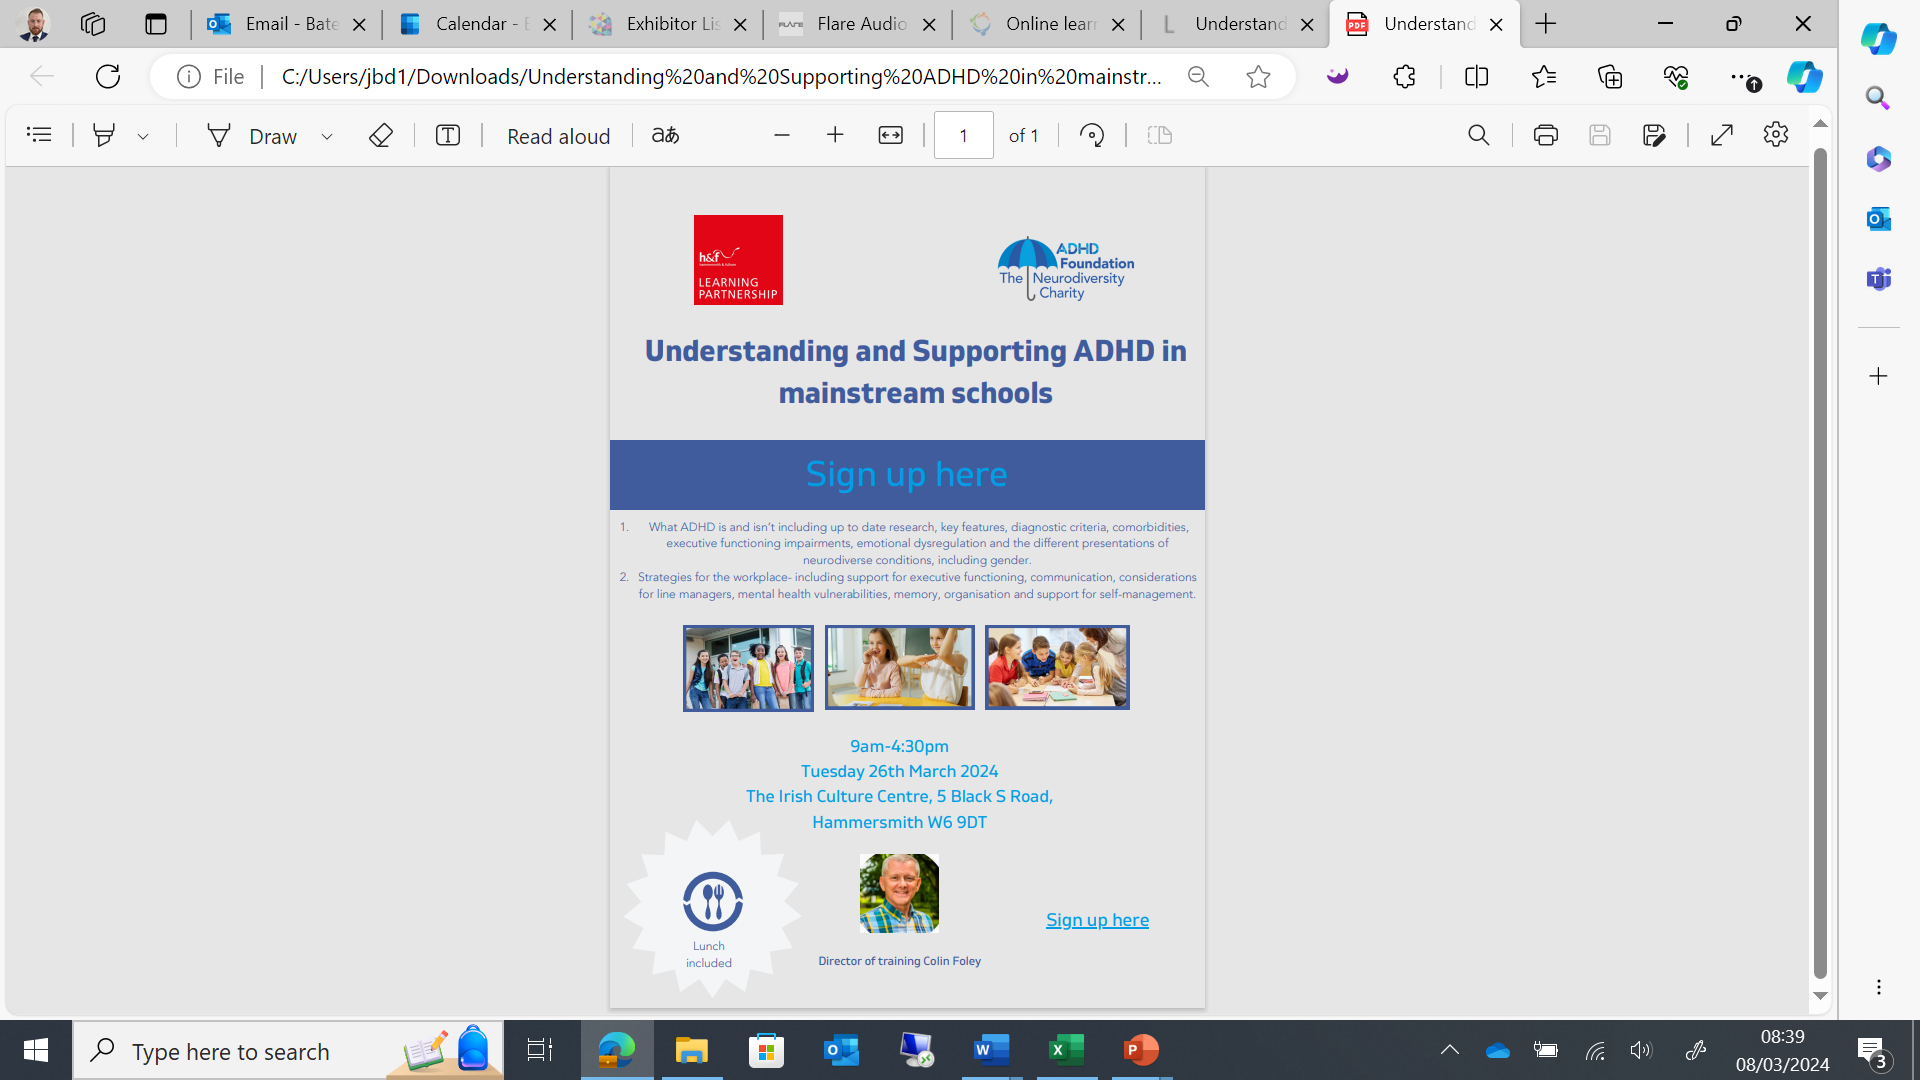 Email - Bate
Calendar - E
Exhibitor Lis
Flare Audio
Online learn
Understand
Understand
File
C:/Users/jbd1/Downloads/Understanding%20and%20Supporting%20ADHD%20in%20mainstr...
Draw
Read aloud
aあ
1
of 1
h&f
LEARNING
PARTNERSHIP
ADHD
Foundation
The Neurodiversity
Charity
Understanding and Supporting ADHD in
mainstream schools
Sign up here
1. What ADHD is and isn't including up to date research, key features, diagnostic criteria, comorbidities,
executive functioning impairments, emotional dysregulation and the different presentations of
neurodiverse conditions, including gender.
2. Strategies for the workplace- including support for executive functioning, communication, considerations
for line managers, mental health vulnerabilities, memory, organisation and support for self-management.
9am-4:30pm
Tuesday 26th March 2024
The Irish Culture Centre, 5 Black S Road,
Hammersmith W6 9DT
Lunch
included
Director of training Colin Foley
Sign up here
Type here to search
08:39
08/03/2024
3